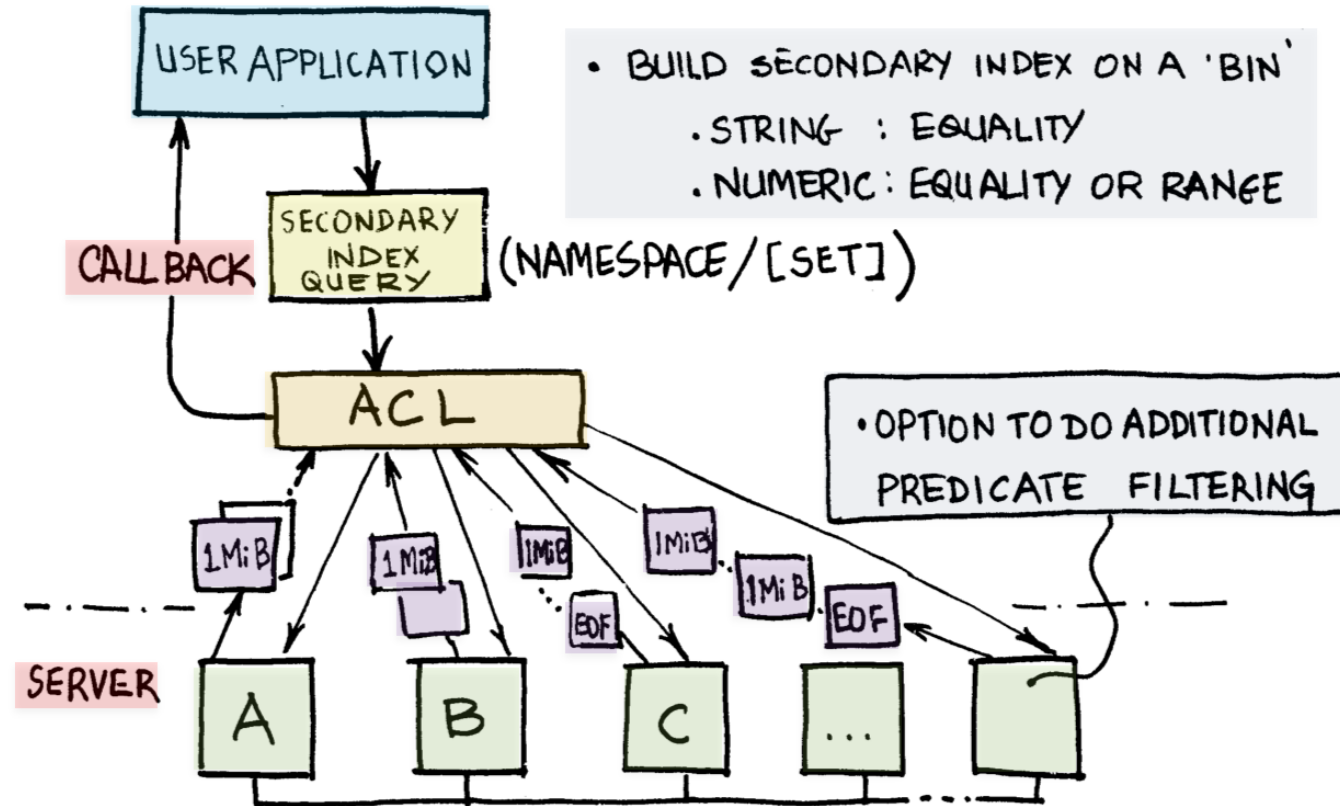 USER APPLICATION
• BUILD SECONDARY INDEX ON A 'BIN'
. STRING : EQUALITY
. NUMERIC : EQUALITY OR RANGE
SECONDARY
INDEX
QUERY
(NAMESPACE/[SET])
CALLBACK
ACL
• OPTION TO DO ADDITIONAL
PREDICATE FILTERING
1MiB
1MiB
1MiB
EOF
1MiB
1MiB
EOF
SERVER
A
B
C
...